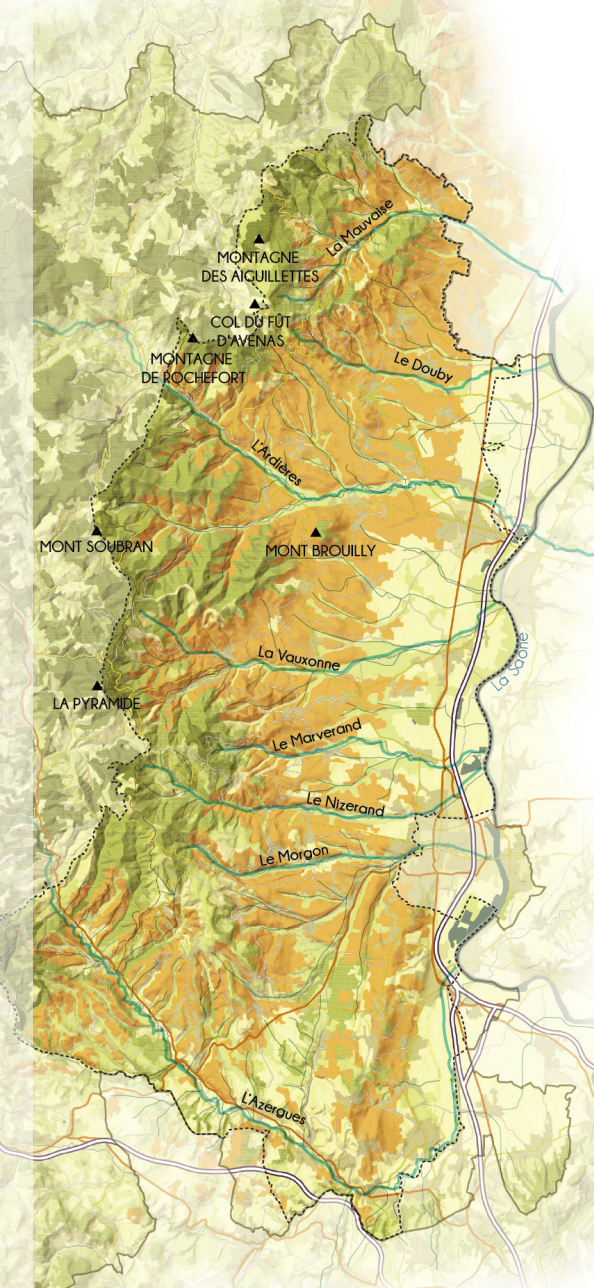 La Mauvaise
MONTAGNE
DES AIGUILLETTES
COL DU FÛT
D'AVENAS
MONTAGNE
DE ROCHEFORT
Le Douby
L'Ardières
MONT SOUBRAN
MONT BROUILLY
La Vauxonne
La Saône
LA PYRAMIDE
Le Marverand
Le Nizerand
Le Morgon
L'Azergues